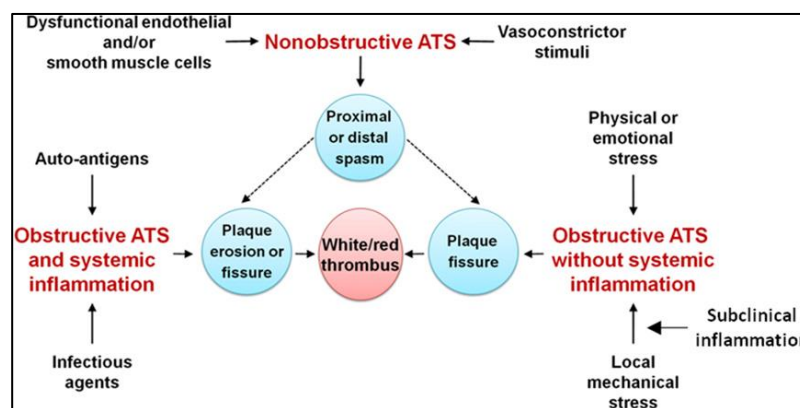 Dysfunctional endothelial
and/or
smooth muscle cells
Nonobstructive ATS
Vasoconstrictor
stimuli
Proximal
or distal
spasm
Auto-antigens
Physical or
emotional
stress
Obstructive ATS
and systemic
inflammation
Plaque
erosion or
fissure
White/red
thrombus
Plaque
fissure
Obstructive ATS
without systemic
inflammation
Infectious
agents
Subclinical
inflammation
Local
mechanical
stress